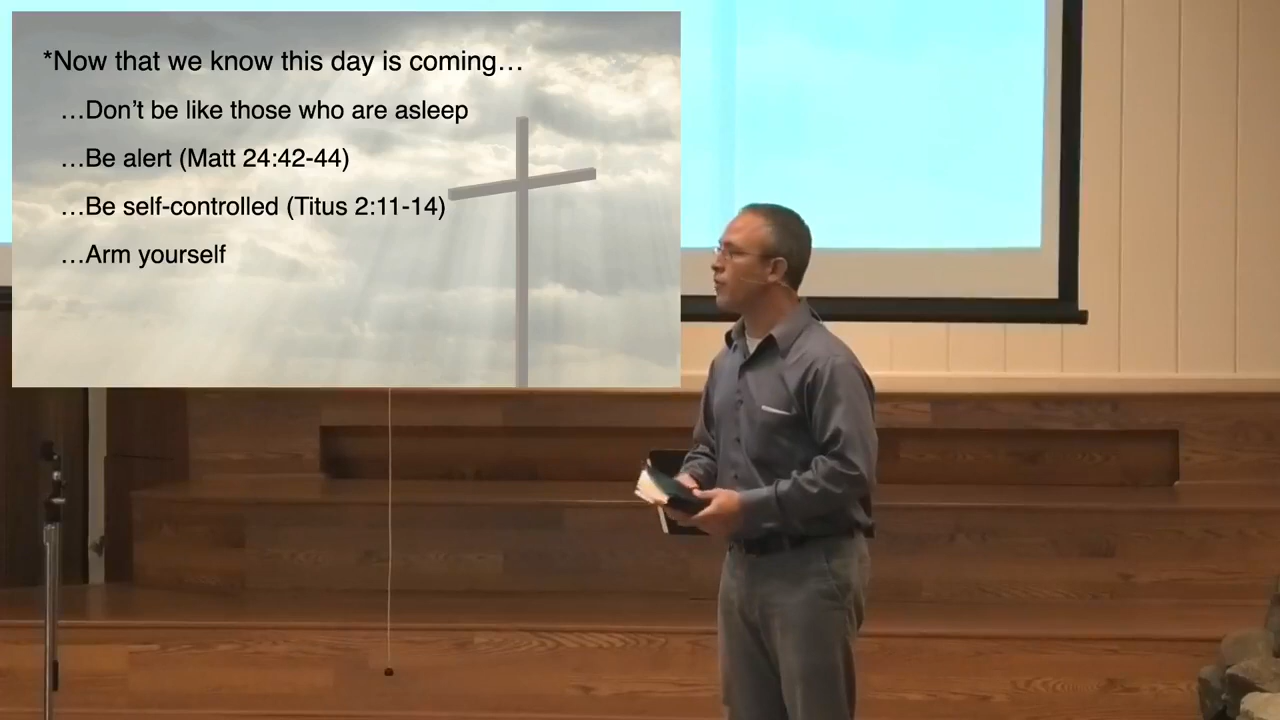 *Now that we know this day is coming…
…Don't be like those who are asleep
…Be alert (Matt 24:42-44)
…Be self-controlled (Titus 2:11-14)
…Arm yourself